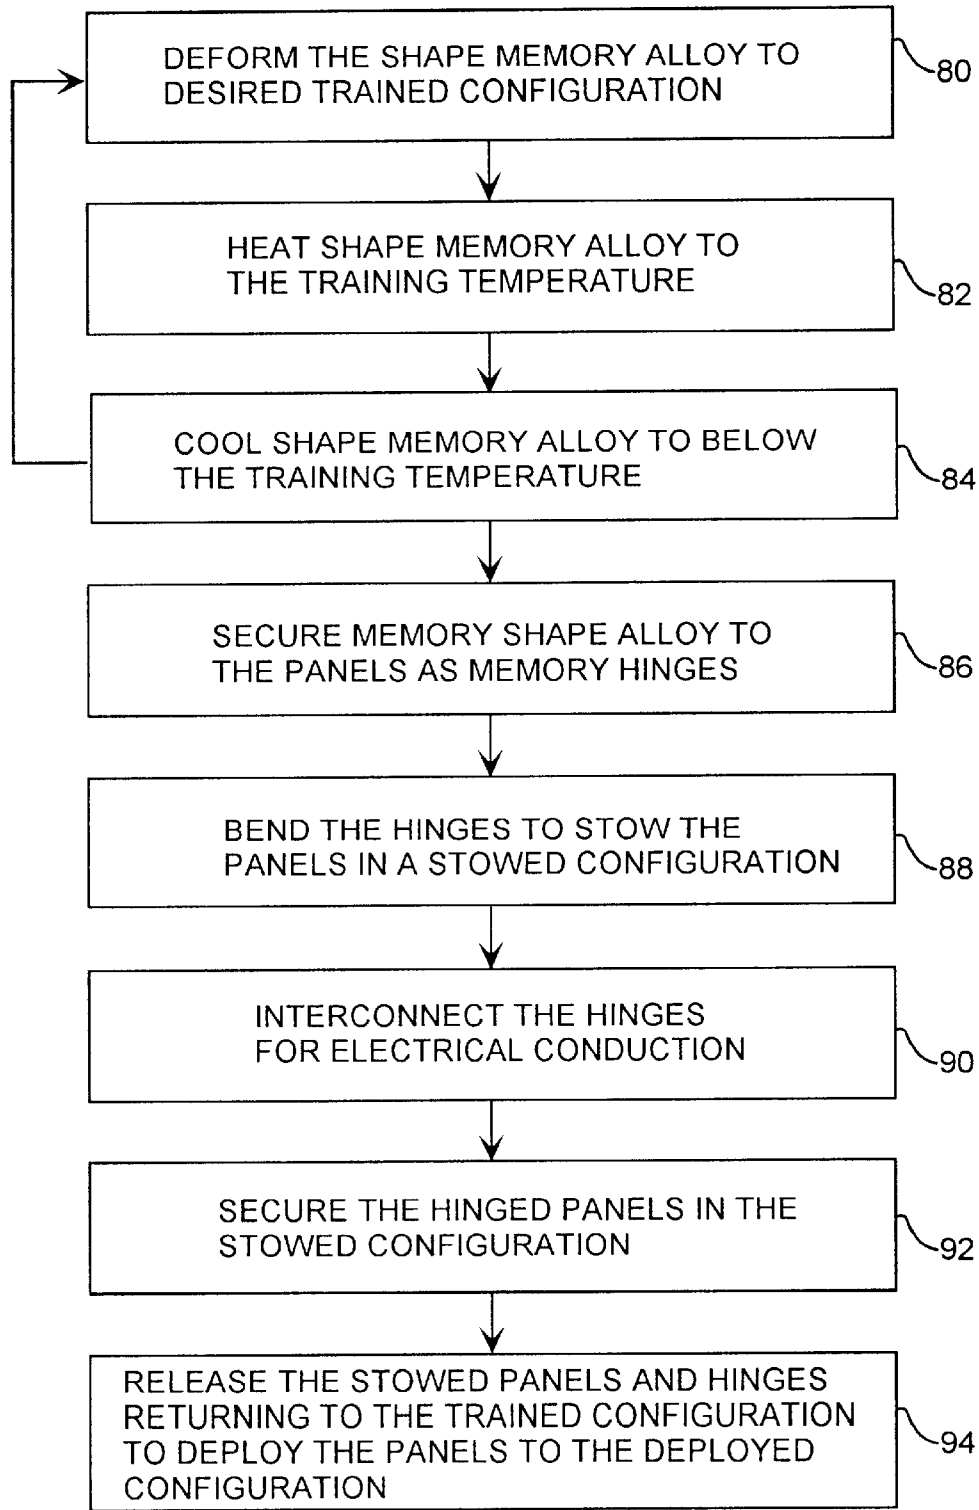 DEFORM THE SHAPE MEMORY ALLOY TO
DESIRED TRAINED CONFIGURATION
80
HEAT SHAPE MEMORY ALLOY TO
THE TRAINING TEMPERATURE
82
COOL SHAPE MEMORY ALLOY TO BELOW
THE TRAINING TEMPERATURE
84
SECURE MEMORY SHAPE ALLOY TO
THE PANELS AS MEMORY HINGES
86
BEND THE HINGES TO STOW THE
PANELS IN A STOWED CONFIGURATION
88
INTERCONNECT THE HINGES
FOR ELECTRICAL CONDUCTION
90
SECURE THE HINGED PANELS IN THE
STOWED CONFIGURATION
92
RELEASE THE STOWED PANELS AND HINGES
RETURNING TO THE TRAINED CONFIGURATION
TO DEPLOY THE PANELS TO THE DEPLOYED
CONFIGURATION
94